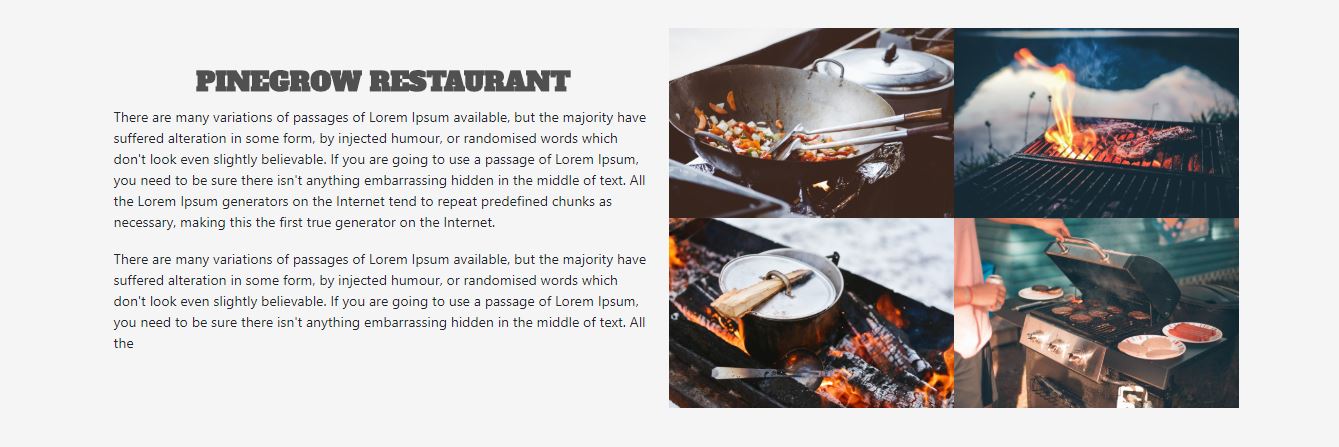 PINEGROW RESTAURANT
There are many variations of passages of Lorem Ipsum available, but the majority have
suffered alteration in some form, by injected humour, or randomised words which
don't look even slightly believable. If you are going to use a passage of Lorem Ipsum,
you need to be sure there isn't anything embarrassing hidden in the middle of text. All
the Lorem Ipsum generators on the Internet tend to repeat predefined chunks as
necessary, making this the first true generator on the Internet.
There are many variations of passages of Lorem Ipsum available, but the majority have
suffered alteration in some form, by injected humour, or randomised words which
don't look even slightly believable. If you are going to use a passage of Lorem Ipsum,
you need to be sure there isn't anything embarrassing hidden in the middle of text. All
the